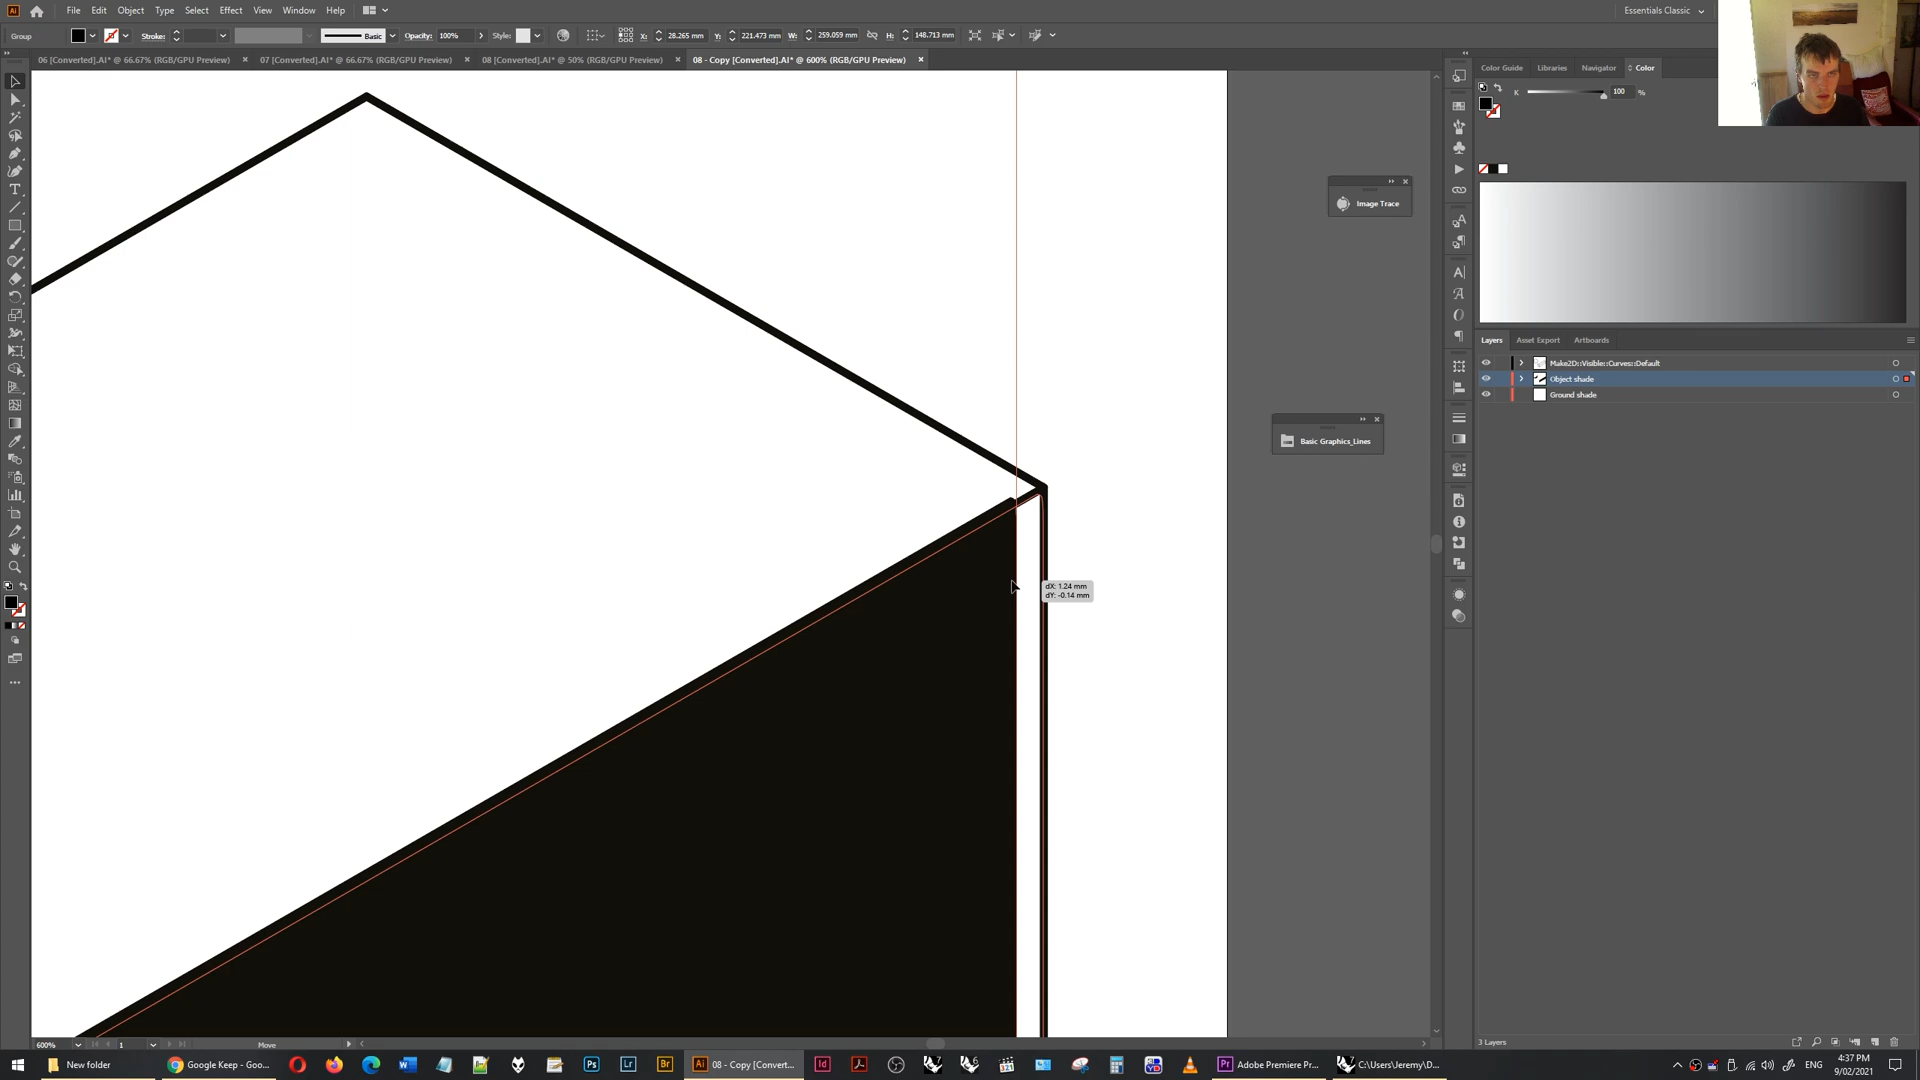 File Edit Object Type Select Effect View Window Help
Essentials Classic
Group
Stroke:
Basic
Opacity: 100%
Style:
X: 28.265 mm
Y: 221.473 mm
W: 259.059 mm
H: 148.713 mm
06 [Converted].AI* @ 66.67% (RGB/GPU Preview)
07 [Converted].AI* @ 66.67% (RGB/GPU Preview)
08 [Converted].AI* @ 50% (RGB/GPU Preview)
08 - Copy [Converted].AI* @ 600% (RGB/GPU Preview)
Color Guide Libraries Navigator Color
K 100 %
Image Trace
Layers Asset Export Artboards
Make2D::Visible::Curves::Default
Object shade
Ground shade
Basic Graphics_Lines
dX: 1.24 mm
dY: -0.14 mm
600% 1 Move
3 Layers
New folder
Google Keep - Goo...
08 - Copy [Convert...
Adobe Premiere Pr...
C:\Users\Jeremy\D...
ENG
4:37 PM
9/02/2021